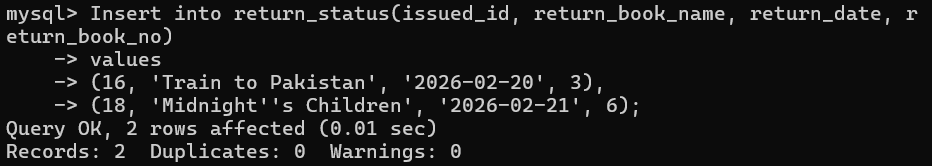 mysql> Insert into return_status(issued_id, return_book_name, return_date, r
eturn_book_no)
    -> values
    -> (16, 'Train to Pakistan', '2026-02-20', 3),
    -> (18, 'Midnight''s Children', '2026-02-21', 6);
Query OK, 2 rows affected (0.01 sec)
Records: 2  Duplicates: 0  Warnings: 0